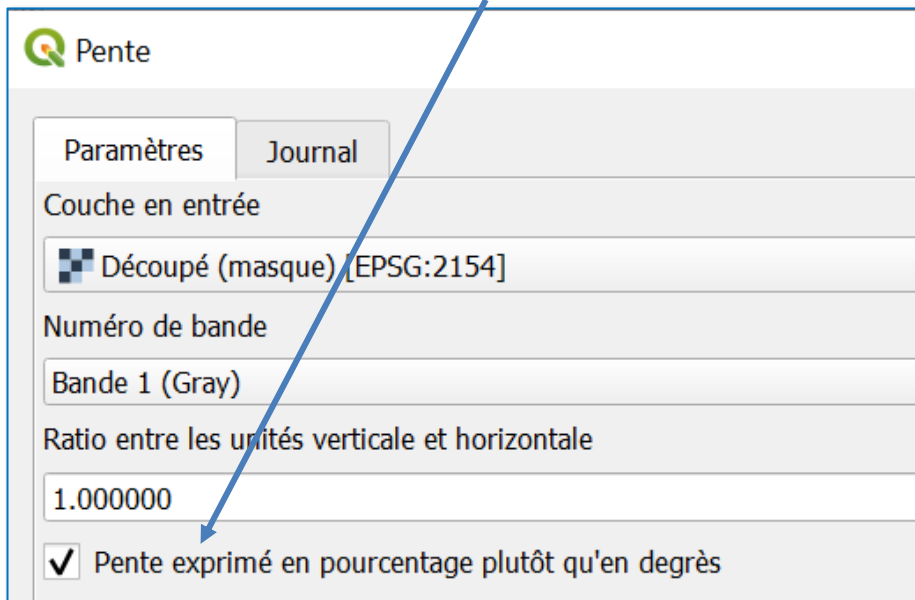 Pente
Paramètres Journal
Couche en entrée
Découpé (masque) [EPSG:2154]
Numéro de bande
Bande 1 (Gray)
Ratio entre les unités verticale et horizontale
1.000000
Pente exprimé en pourcentage plutôt qu'en degrès